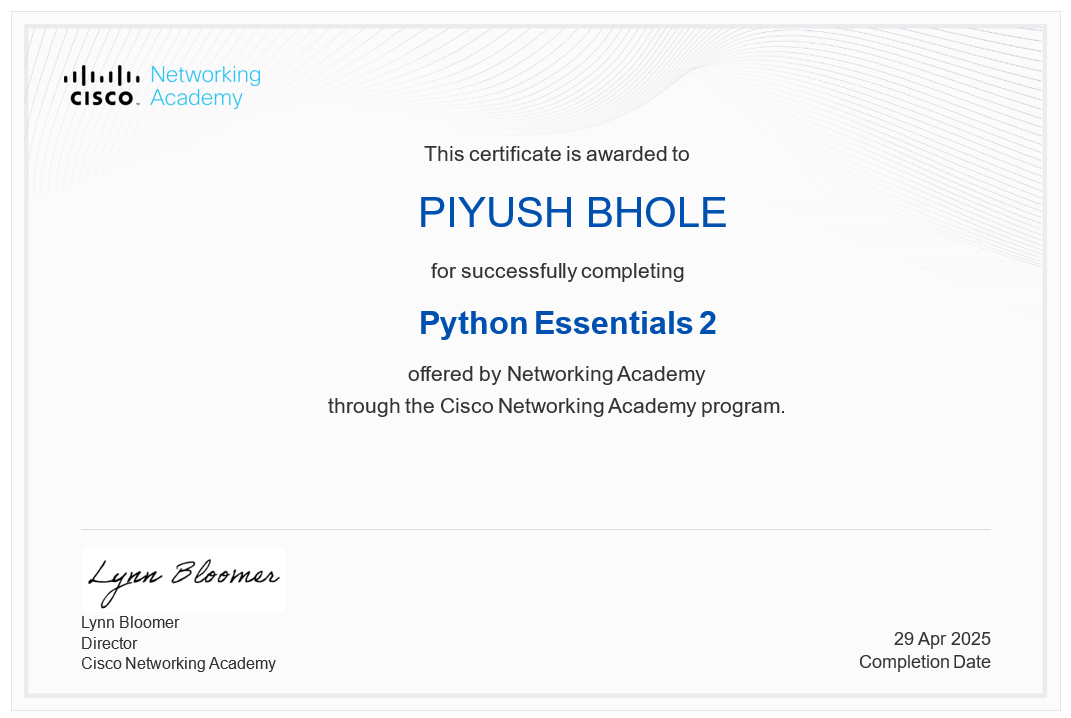 Networking
CISCO Academy
This certificate is awarded to
PIYUSH BHOLE
for successfully completing
Python Essentials 2
offered by Networking Academy
through the Cisco Networking Academy program.
Lynn Bloomer
Lynn Bloomer
Director
Cisco Networking Academy
29 Apr 2025
Completion Date